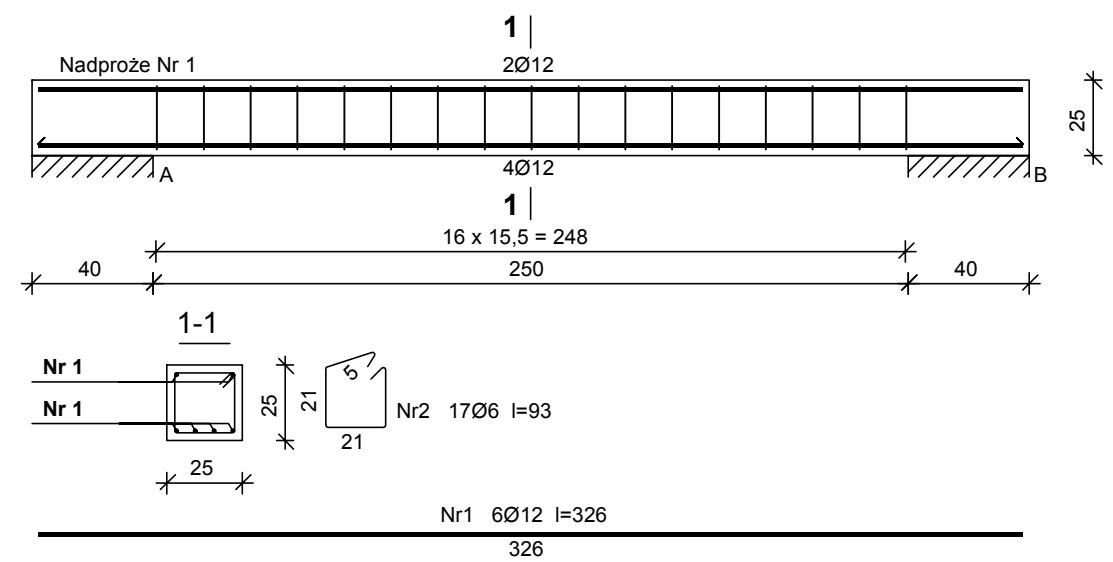 1
Nadproże Nr 1
2Ø12
25
4Ø12
A
B
1
16 x 15,5 = 248
40
250
40
1-1
Nr 1
Nr 1
25
25
5
21
21
Nr2 17Ø6 l=93
Nr1 6Ø12 l=326
326